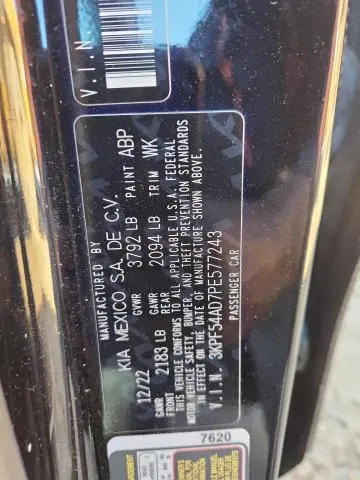 V.I.N.
MANUFACTURED BY
KIA MEXICO S.A. DE C.V.
12/22 3792 LB PAINT ABP
GAWR FRONT 2183 LB GAWR REAR 2094 LB TRIM WK
THIS VEHICLE CONFORMS TO ALL APPLICABLE U.S.A. FEDERAL
MOTOR VEHICLE SAFETY, BUMPER, AND THEFT PREVENTION STANDARDS
IN EFFECT ON THE DATE OF MANUFACTURE SHOWN ABOVE.
V.I.N. 3KPF54AD7PE577243
PASSENGER CAR
7620